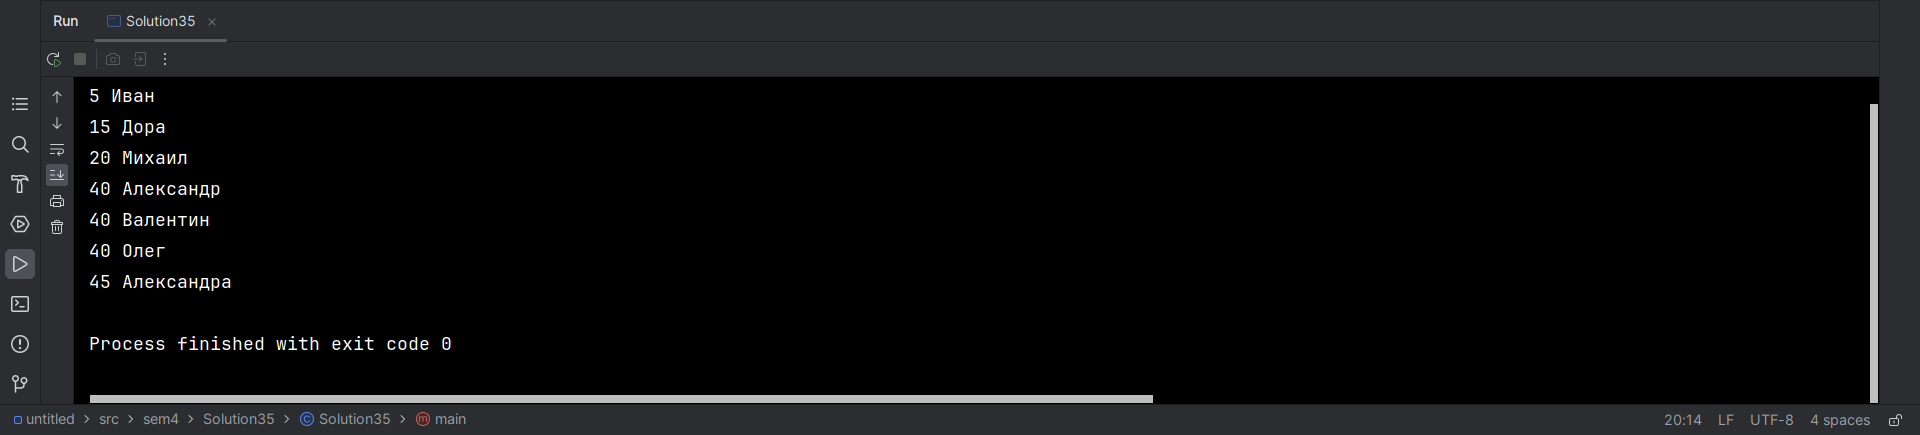 Run Solution35
5 Иван
15 Дора
20 Михаил
40 Александр
40 Валентин
40 Олег
45 Александра
Process finished with exit code 0
untitled > src > sem4 > Solution35 > Solution35 > main 20:14 LF UTF-8 4 spaces